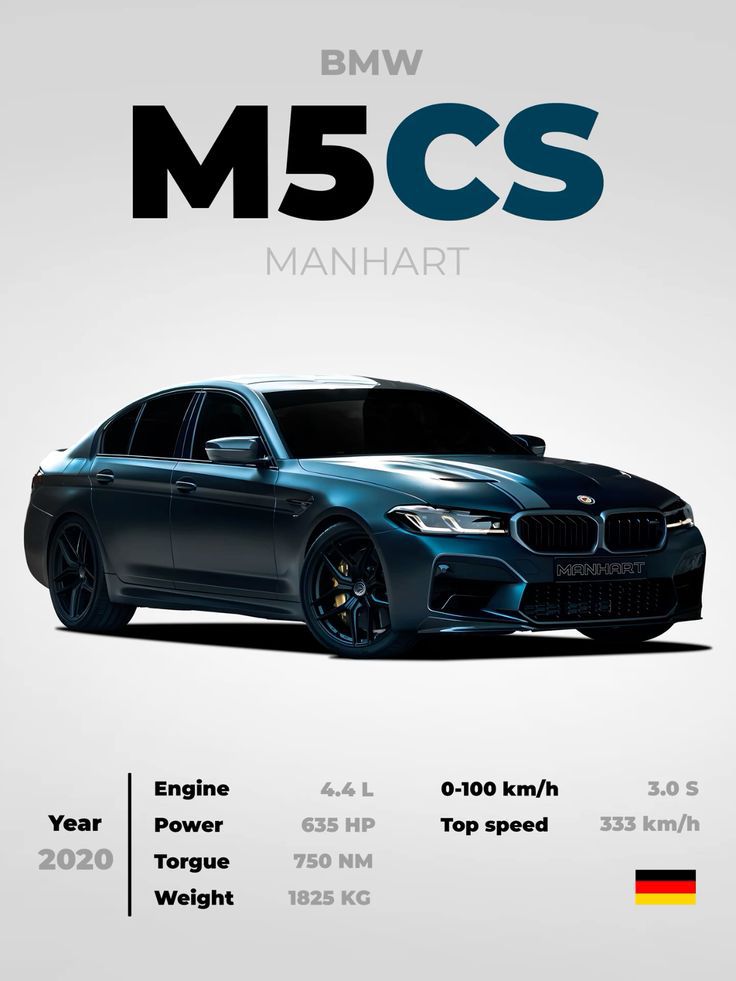 BMW
M5CS
MANHART
MANHART
Year
2020
Engine 4.4 L
Power 635 HP
Torgue 750 NM
Weight 1825 KG
0-100 km/h 3.0 S
Top speed 333 km/h